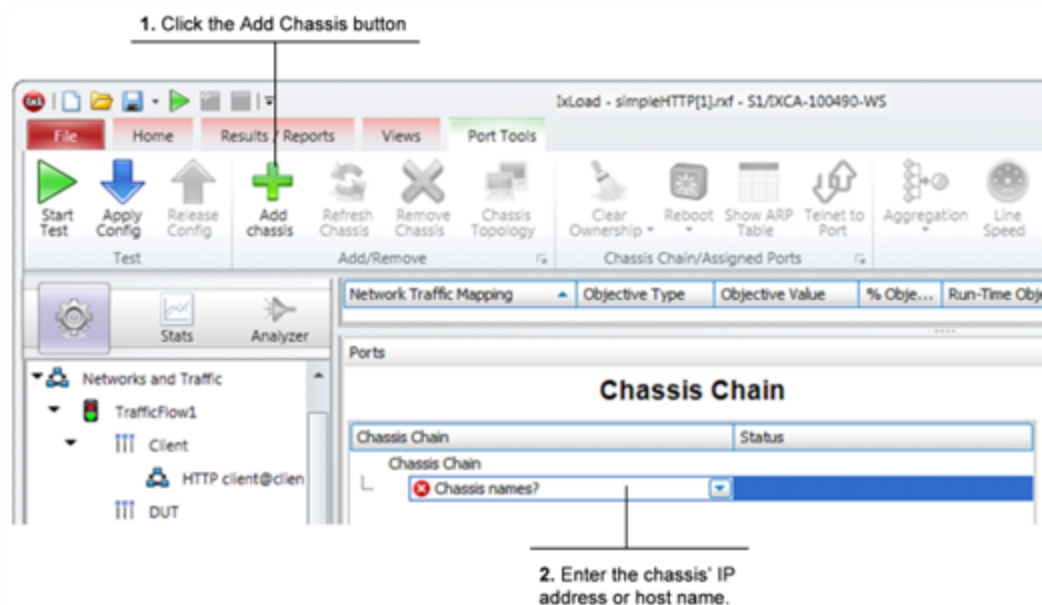 1. Click the Add Chassis button
IxLoad - simpleHTTP[1].rxf - S1/IXCA-100490-WS
File Home Results / Reports Views Port Tools
Start Test
Apply Config
Release Config
Add chassis
Refresh Chassis
Remove Chassis
Chassis Topology
Clear Ownership
Reboot
Show ARP Table
Telnet to Port
Aggregation
Line Speed
Test Add/Remove Chassis Chain/Assigned Ports
Network Traffic Mapping Objective Type Objective Value % Obje... Run-Time Obje
Stats Analyzer
Ports
Networks and Traffic
Chassis Chain
TrafficFlow1
Chassis Chain Status
Client
Chassis Chain
HTTP client@clien
Chassis names?
DUT
2. Enter the chassis' IP
address or host name.